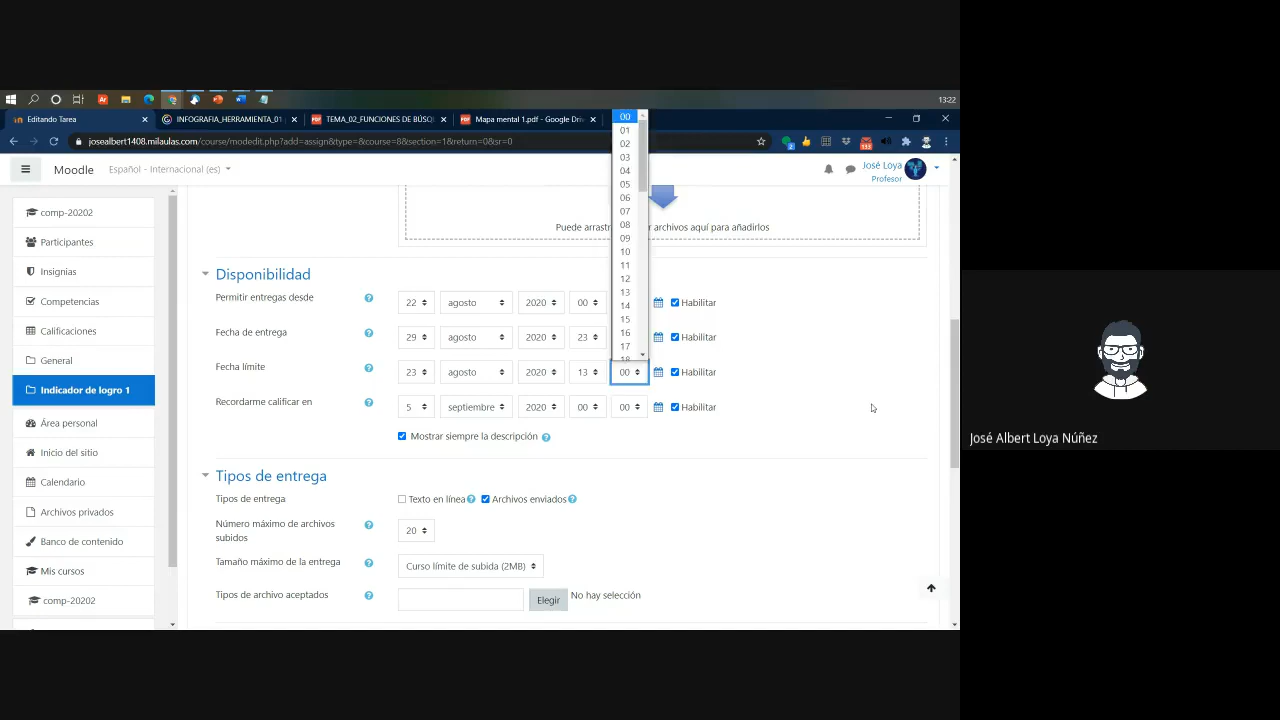 13:22
Editando Tarea
INFOGRAFIA_HERRAMIENTA_01
TEMA_02_FUNCIONES DE BÚSQ
Mapa mental 1.pdf - Google Driv
josealbert1408.milaulas.com/course/modedit.php?add=assign&type=&course=8&section=1&return=0&sr=0
Moodle
Español - Internacional (es)
José Loya
Profesor
comp-20202
Participantes
Insignias
Competencias
Calificaciones
General
Indicador de logro 1
Área personal
Inicio del sitio
Calendario
Archivos privados
Banco de contenido
Mis cursos
comp-20202
Puede arrastr archivos aquí para añadirlos
Disponibilidad
Permitir entregas desde 22 agosto 2020 00 Habilitar
Fecha de entrega 29 agosto 2020 23 Habilitar
Fecha límite 23 agosto 2020 13 00 Habilitar
Recordarme calificar en 5 septiembre 2020 00 00 Habilitar
Mostrar siempre la descripción
00
01
02
03
04
05
06
07
08
09
10
11
12
13
14
15
16
17
18
Tipos de entrega
Tipos de entrega Texto en línea Archivos enviados
Número máximo de archivos
subidos
20
Tamaño máximo de la entrega Curso límite de subida (2MB)
Tipos de archivo aceptados Elegir No hay selección
José Albert Loya Núñez